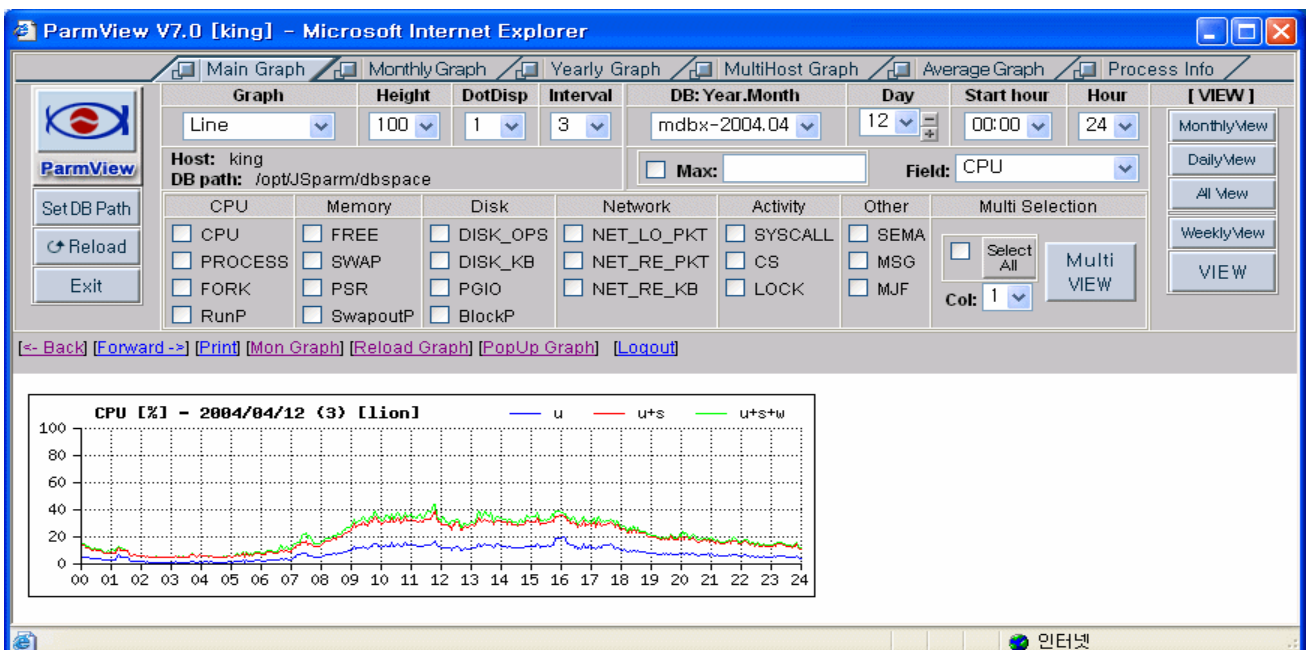 ParmView V7.0 [king] - Microsoft Internet Explorer
Main Graph Monthly Graph Yearly Graph MultiHost Graph Average Graph Process Info
Graph Height DotDisp Interval DB: Year.Month Day Start hour Hour [ VIEW ]
Line 100 1 3 mdbx-2004.04 12 00:00 24 MonthlyView
ParmView
Host: king
DB path: /opt/JSparm/dbspace
Max: Field: CPU DailyView
Set DB Path CPU Memory Disk Network Activity Other Multi Selection All View
CPU FREE DISK_OPS NET_LO_PKT SYSCALL SEMA Select All WeeklyView
Reload PROCESS SWAP DISK_KB NET_RE_PKT CS MSG Multi VIEW VIEW
Exit FORK PSR PGIO NET_RE_KB LOCK MJF Col: 1
RunP SwapoutP BlockP
[<- Back] [Forward ->] [Print] [Mon Graph] [Reload Graph] [PopUp Graph] [Logout]
CPU [%] - 2004/04/12 (3) [lion] u u+s u+s+w
100
80
60
40
20
0
00 01 02 03 04 05 06 07 08 09 10 11 12 13 14 15 16 17 18 19 20 21 22 23 24
인터넷